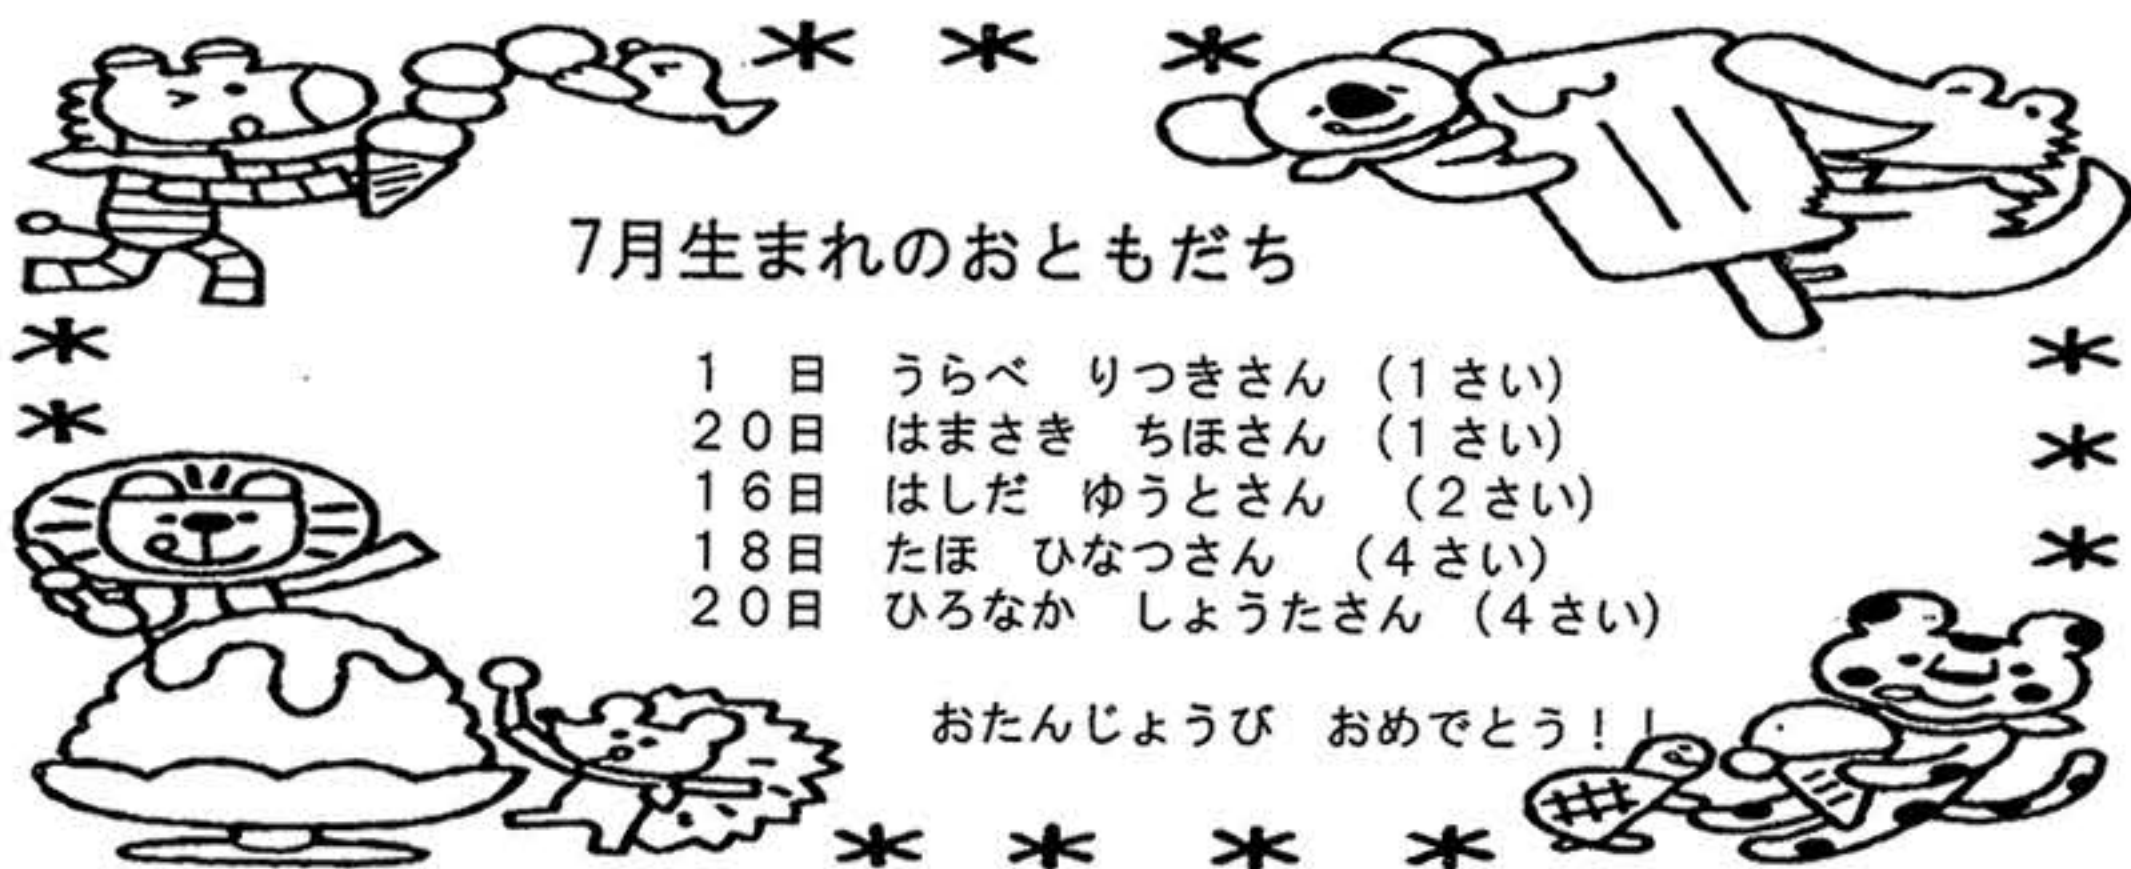 7月生まれのおともだち
1　日　うらべ　りつきさん（1さい）
20日　はまさき　ちほさん（1さい）
16日　はしだ　ゆうとさん　（2さい）
18日　たほ　ひなつさん　（4さい）
20日　ひろなか　しょうたさん（4さい）
おたんじょうび　おめでとう！！